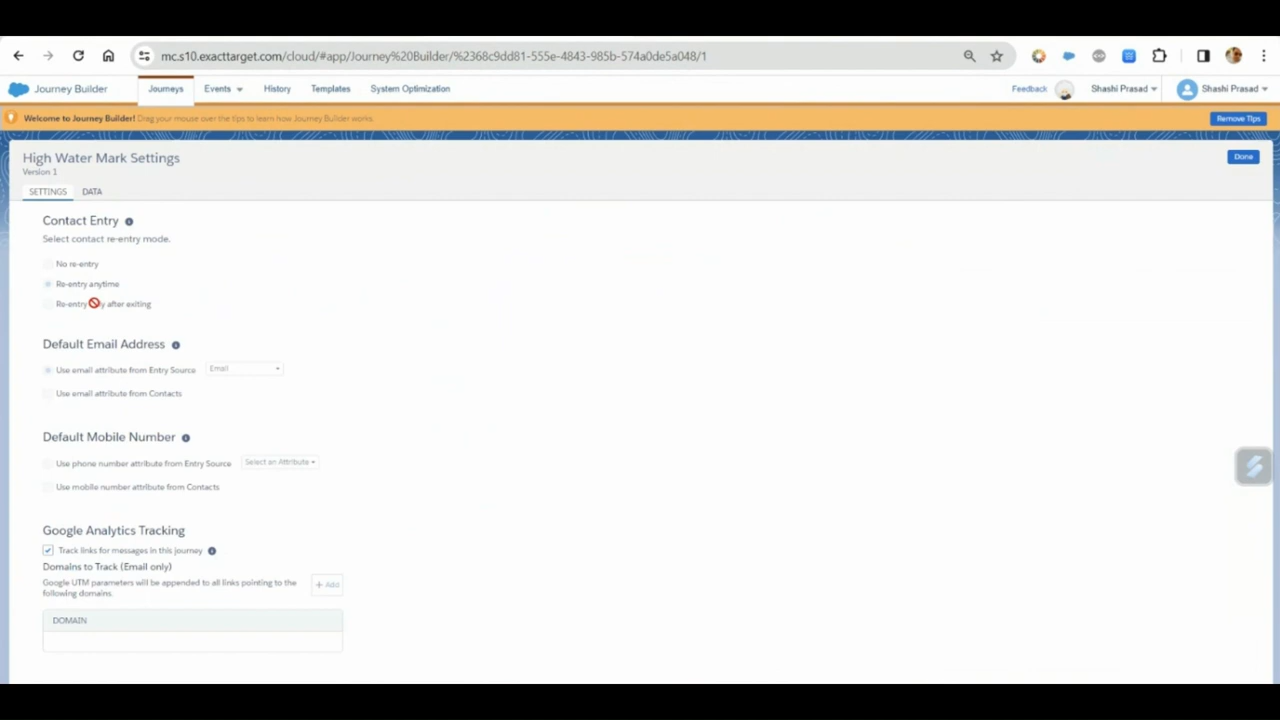 mc.s10.exacttarget.com/cloud/#app/Journey%20Builder/%2368c9dd81-555e-4843-985b-574a0de5a048/1
Journey Builder
Journeys
Events
History
Templates
System Optimization
Feedback
Shashi Prasad
Shashi Prasad
Welcome to Journey Builder! Drag your mouse over the tips to learn how Journey Builder works.
Remove Tips
High Water Mark Settings
Version 1
Done
SETTINGS
DATA
Contact Entry
Select contact re-entry mode.
No re-entry
Re-entry anytime
Re-entry after exiting
Default Email Address
Use email attribute from Entry Source
Email
Use email attribute from Contacts
Default Mobile Number
Use phone number attribute from Entry Source
Select an Attribute
Use mobile number attribute from Contacts
Google Analytics Tracking
Track links for messages in this journey
Domains to Track (Email only)
Google UTM parameters will be appended to all links pointing to the
following domains.
+ Add
DOMAIN